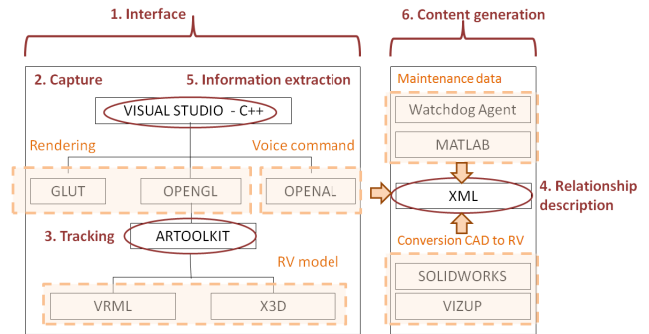 1. Interface
6. Content generation
2. Capture
5. Information extraction
VISUAL STUDIO - C++
Rendering
Voice command
GLUT
OPENGL
OPENAL
3. Tracking
ARTOOLKIT
RV model
VRML
X3D
Maintenance data
Watchdog Agent
MATLAB
XML
4. Relationship
description
Conversion CAD to RV
SOLIDWORKS
VIZUP